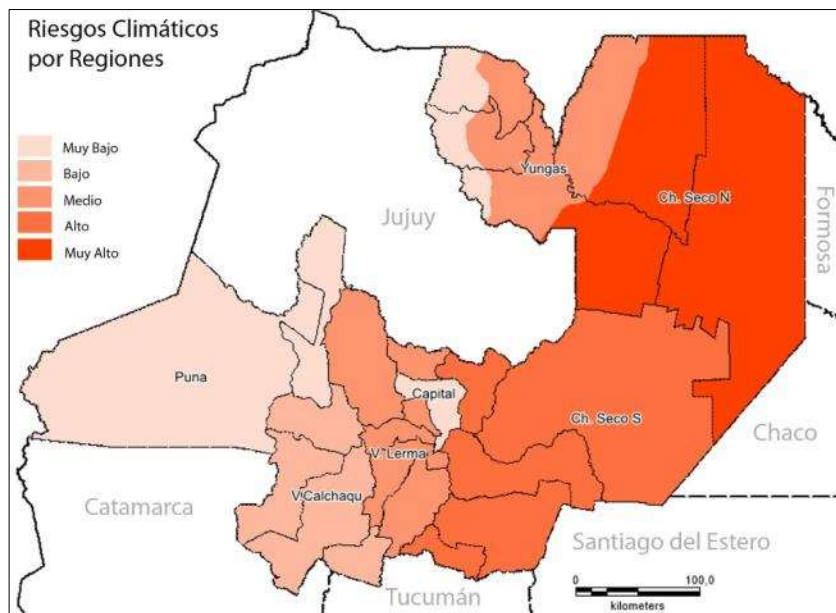 Riesgos Climáticos
por Regiones
Muy Bajo
Bajo
Medio
Alto
Muy Alto
Yungas
Ch. Seco N
Jujuy
Formosa
Puna
Capital
Ch. Seco S
V. Lerma
Chaco
V.Calchaqu
Catamarca
Santiago del Estero
Tucumán
0 100,0
kilometers